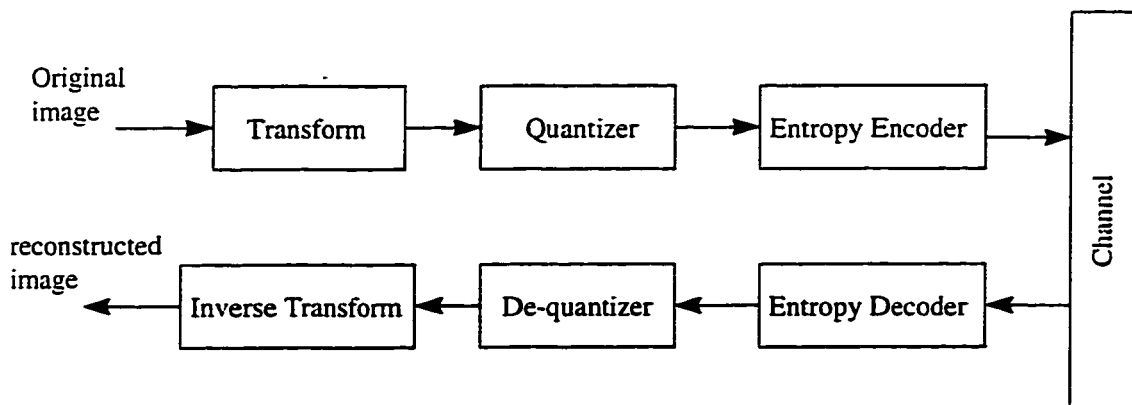 Original
image
Transform
Quantizer
Entropy Encoder
Channel
reconstructed
image
Inverse Transform
De-quantizer
Entropy Decoder